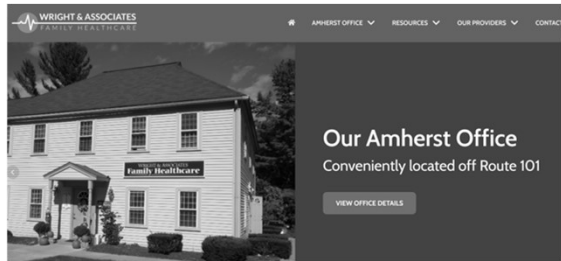 WRIGHT & ASSOCIATES
FAMILY HEALTHCARE
AMHERST OFFICE
RESOURCES
OUR PROVIDERS
CONTACT
WRIGHT & ASSOCIATES
Family Healthcare
Our Amherst Office
Conveniently located off Route 101
VIEW OFFICE DETAILS